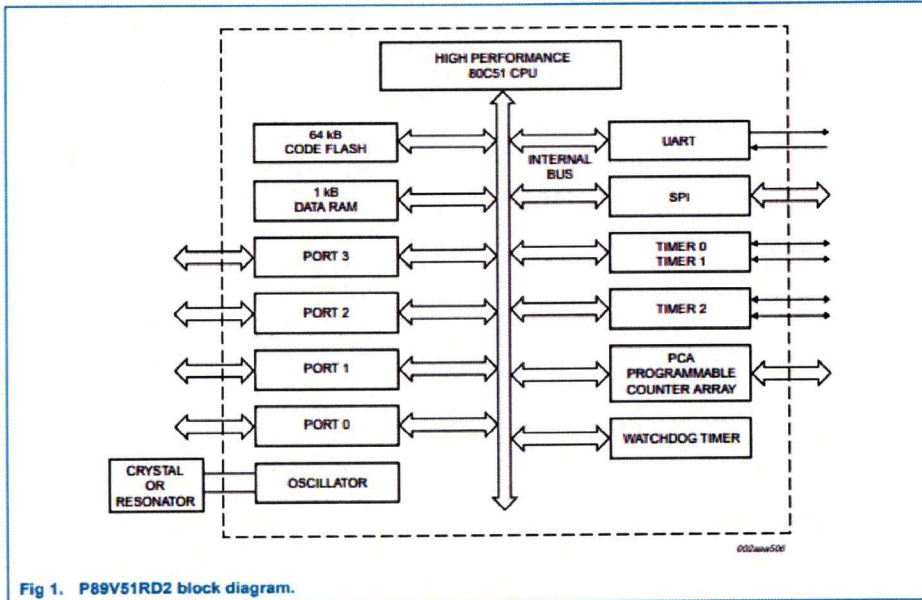 HIGH PERFORMANCE
80C51 CPU
64 kB
CODE FLASH
UART
INTERNAL
BUS
1 kB
DATA RAM
SPI
PORT 3
TIMER 0
TIMER 1
PORT 2
TIMER 2
PORT 1
PCA
PROGRAMMABLE
COUNTER ARRAY
PORT 0
WATCHDOG TIMER
CRYSTAL
OR
RESONATOR
OSCILLATOR
002aaa506
Fig 1. P89V51RD2 block diagram.